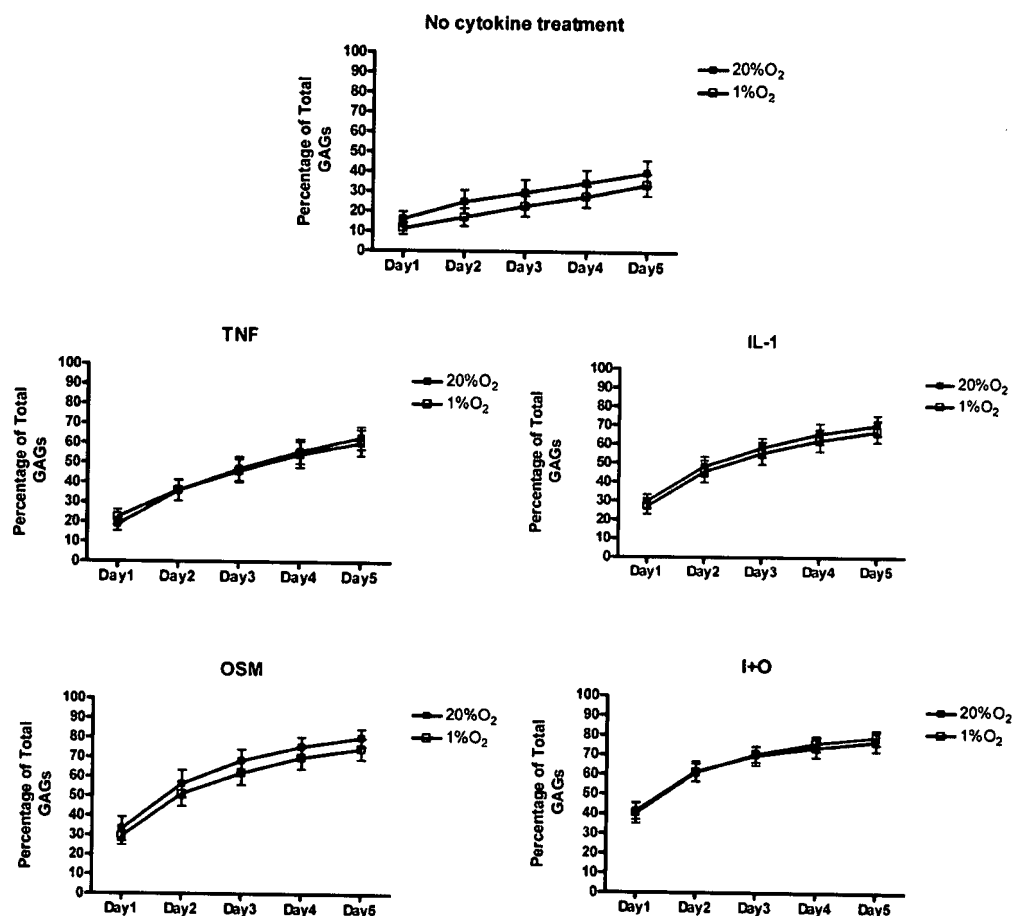 No cytokine treatment
Percentage of Total
GAGs
100
90
80
70
60
50
40
30
20
10
0
Day1 Day2 Day3 Day4 Day5
20%O₂
1%O₂
TNF
Percentage of Total
GAGs
100
90
80
70
60
50
40
30
20
10
0
Day1 Day2 Day3 Day4 Day5
20%O₂
1%O₂
IL-1
Percentage of Total
GAGs
100
90
80
70
60
50
40
30
20
10
0
Day1 Day2 Day3 Day4 Day5
20%O₂
1%O₂
OSM
Percentage of Total
GAGs
100
90
80
70
60
50
40
30
20
10
0
Day1 Day2 Day3 Day4 Day5
20%O₂
1%O₂
I+O
Percentage of Total
GAGs
100
90
80
70
60
50
40
30
20
10
0
Day1 Day2 Day3 Day4 Day5
20%O₂
1%O₂